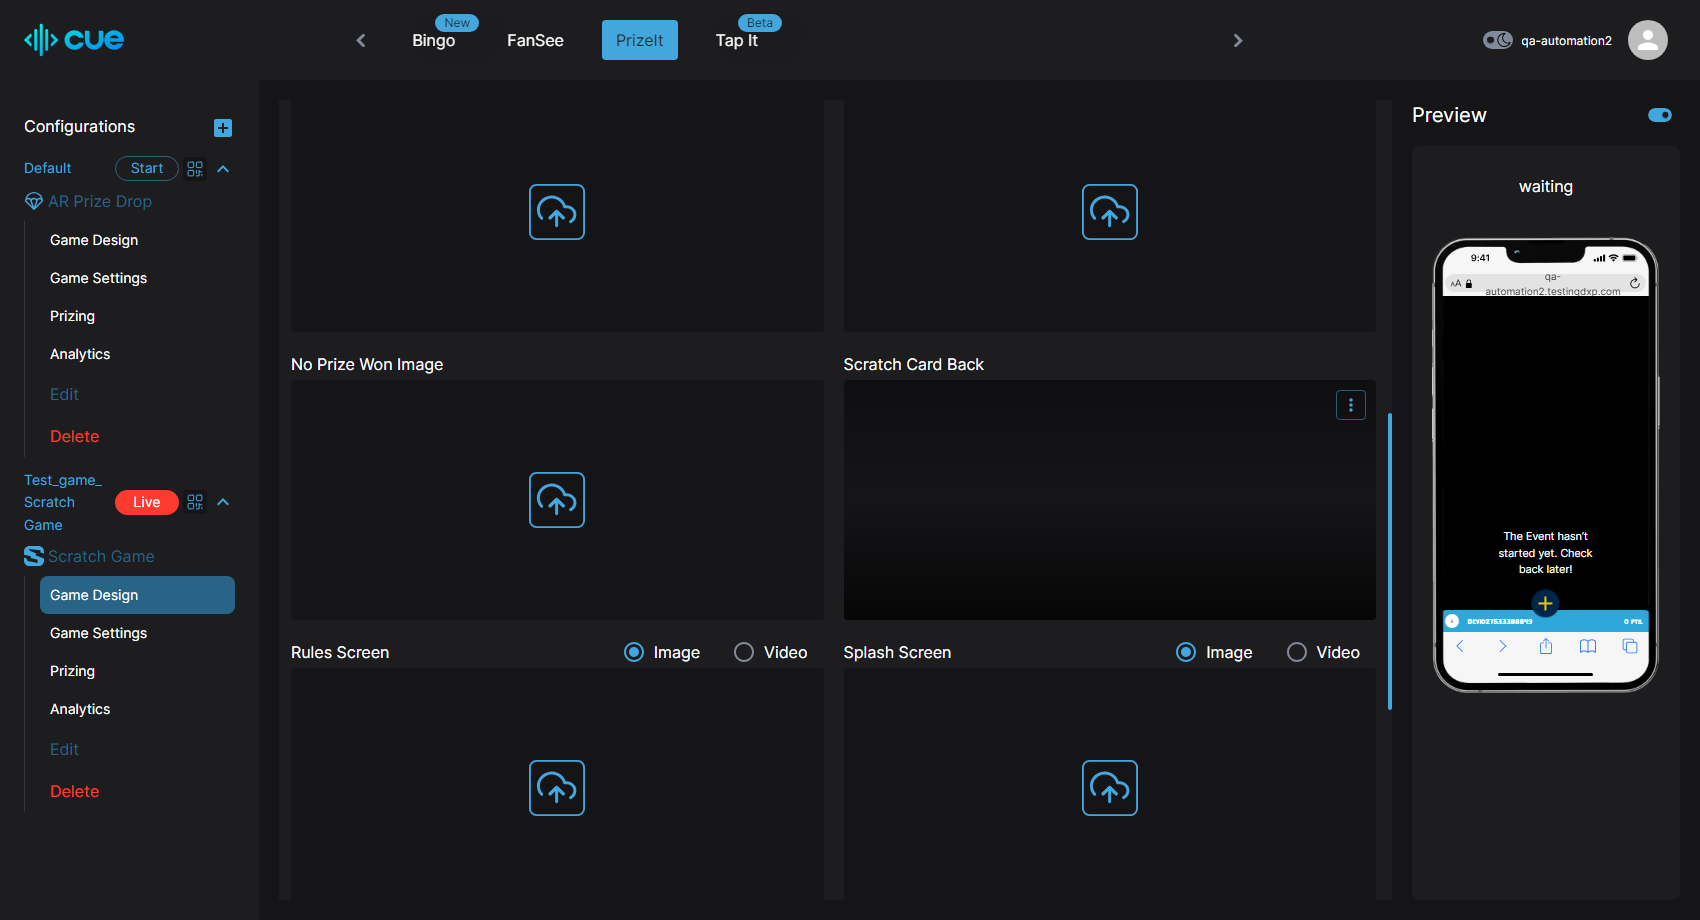 cue
New
Bingo
FanSee
PrizeIt
Beta
Tap It
qa-automation2
Configurations
Default
Start
AR Prize Drop
Game Design
Game Settings
Prizing
Analytics
Edit
Delete
Test_game_
Scratch
Game
Live
Scratch Game
Game Design
Game Settings
Prizing
Analytics
Edit
Delete
No Prize Won Image
Scratch Card Back
Rules Screen
Image
Video
Splash Screen
Image
Video
Preview
waiting
9:41
AA
qa-
automation2.testingdxp.com
The Event hasn't
started yet. Check
back later!
0 Pts.